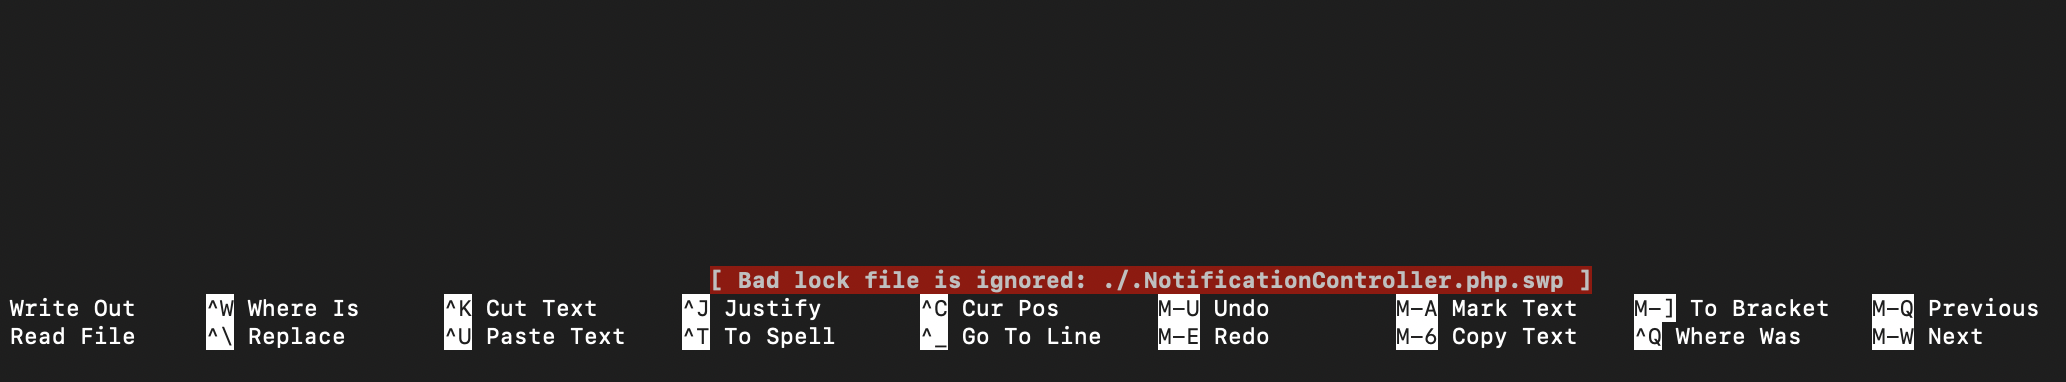 [ Bad lock file is ignored: ./.NotificationController.php.swp ]
Write Out ^W Where Is ^K Cut Text ^J Justify ^C Cur Pos M-U Undo M-A Mark Text M-] To Bracket M-Q Previous
Read File ^\ Replace ^U Paste Text ^T To Spell ^_ Go To Line M-E Redo M-6 Copy Text ^Q Where Was M-W Next